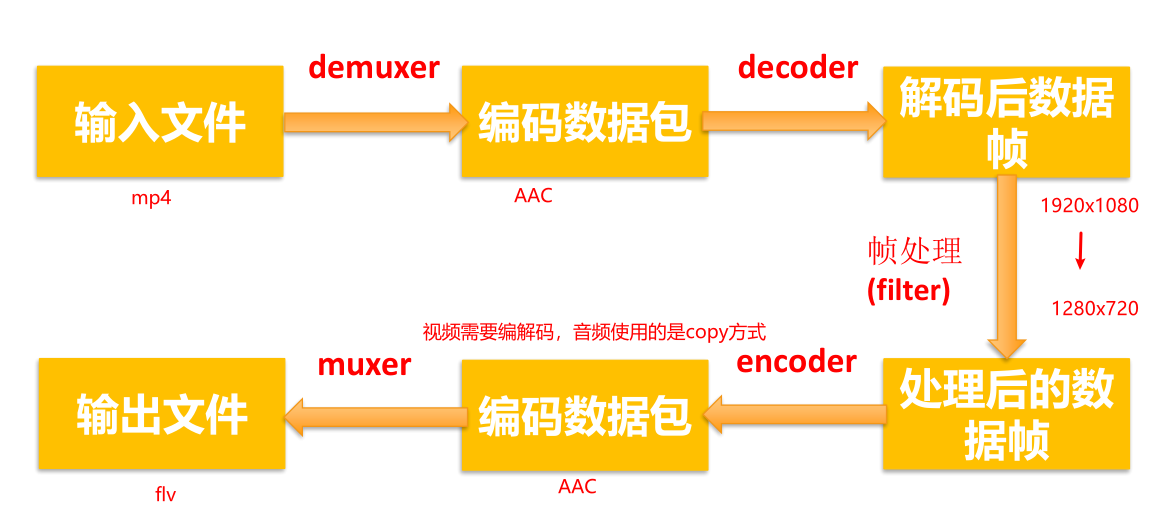 demuxer
decoder
输入文件
编码数据包
解码后数据
帧
mp4
AAC
1920x1080
帧处理
(filter)
1280x720
视频需要编解码，音频使用的是copy方式
muxer
encoder
输出文件
编码数据包
处理后的数
据帧
flv
AAC